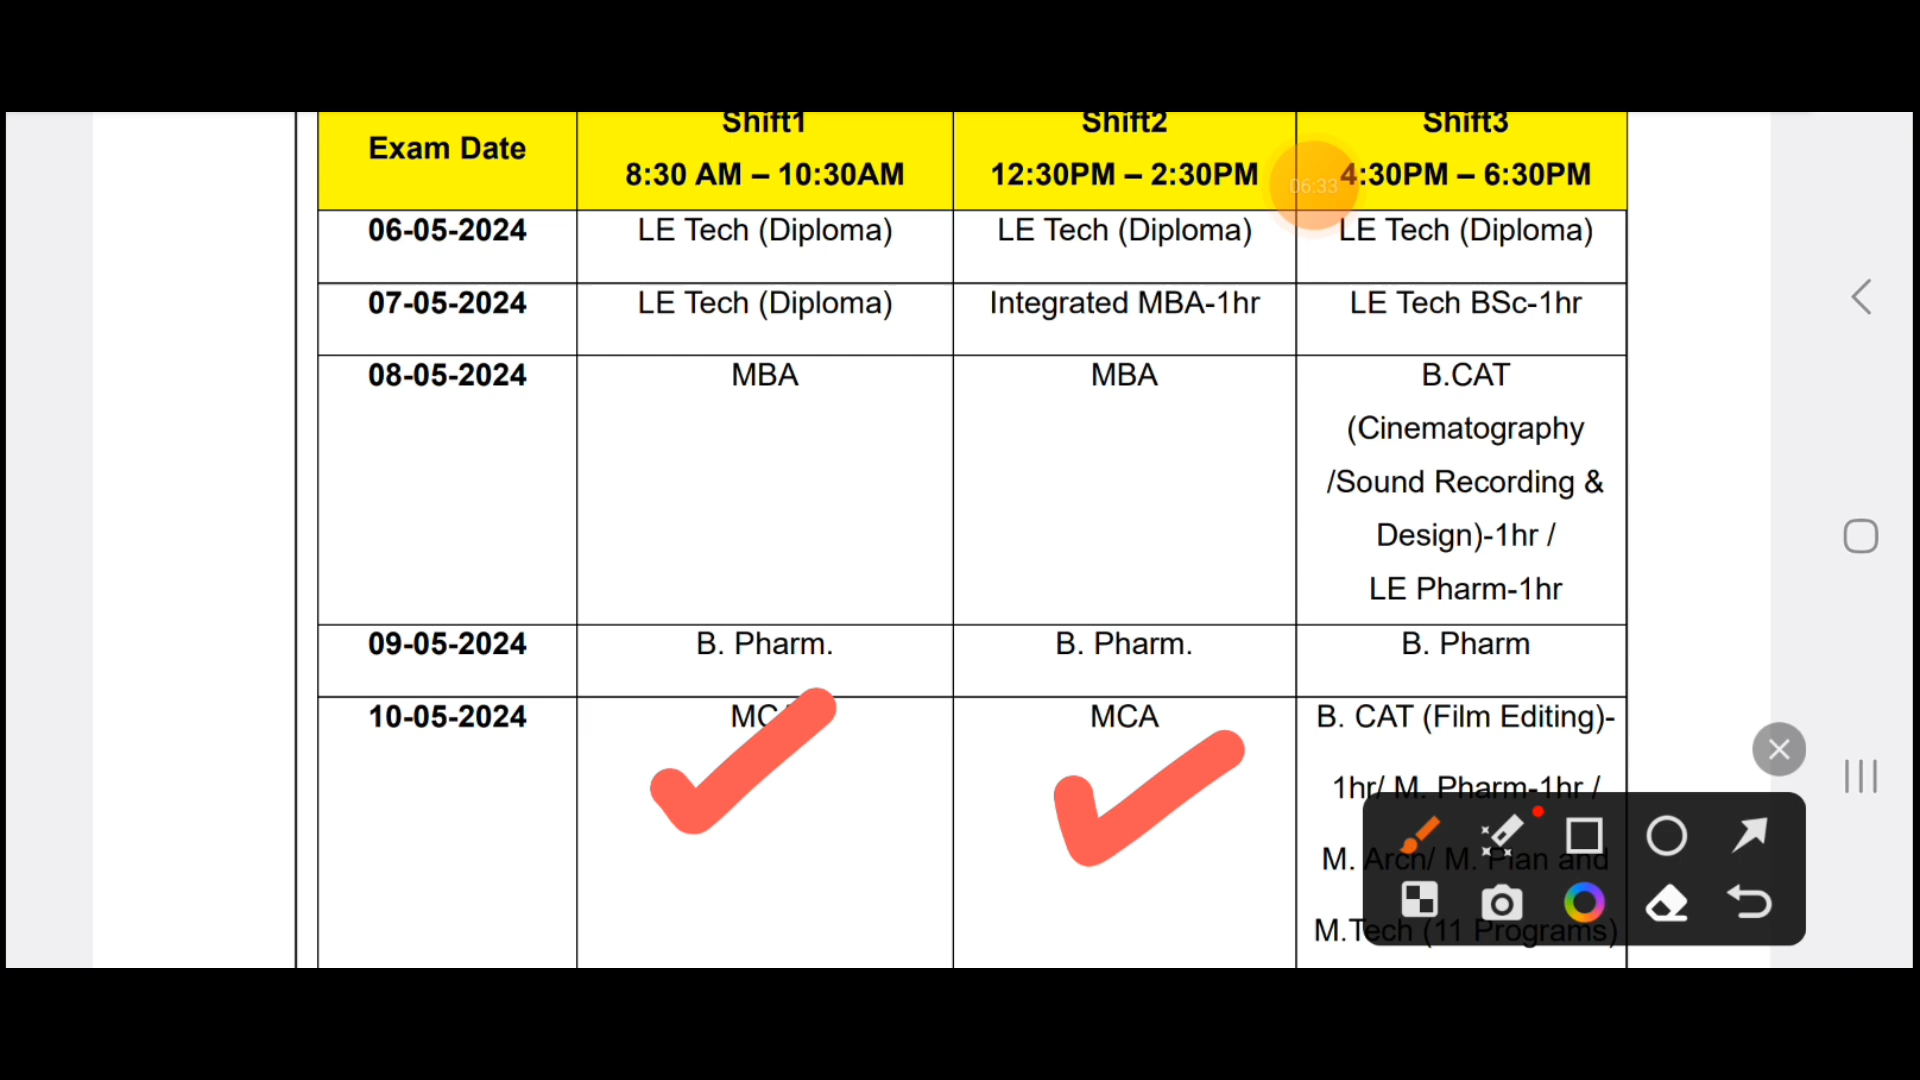 Exam Date
Shift1
8:30 AM – 10:30AM
Shift2
12:30PM – 2:30PM
Shift3
4:30PM – 6:30PM
06:33
06-05-2024
LE Tech (Diploma)
LE Tech (Diploma)
LE Tech (Diploma)
07-05-2024
LE Tech (Diploma)
Integrated MBA-1hr
LE Tech BSc-1hr
08-05-2024
MBA
MBA
B.CAT
(Cinematography
/Sound Recording &
Design)-1hr /
LE Pharm-1hr
09-05-2024
B. Pharm.
B. Pharm.
B. Pharm
10-05-2024
MCA
MCA
B. CAT (Film Editing)-
1hr/ M. Pharm-1hr /
M. Arch/ M. Plan and
M.Tech (11 Programs)